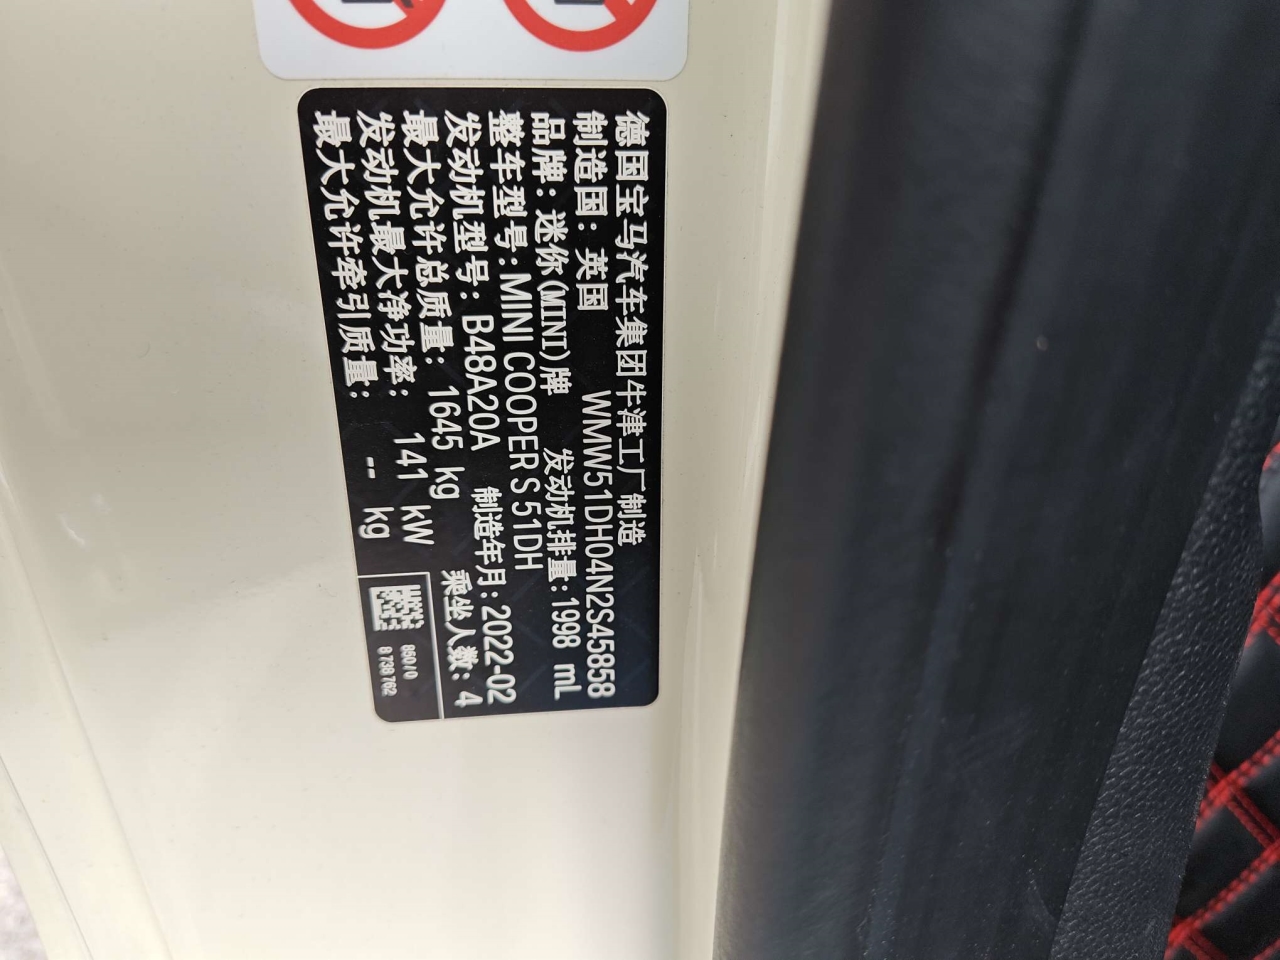 德国宝马汽车集团牛津工厂制造
制造国：英国 WMW51DH04N2S45858
品牌：迷你(MINI)牌 发动机排量：1998 mL
整车型号：MINI COOPER S 51DH
发动机型号：B48A20A 制造年月：2022-02
最大允许总质量：1645 kg 乘坐人数：4
发动机最大净功率：141 kW
最大允许牵引质量：-- kg
860/0
8 738 762